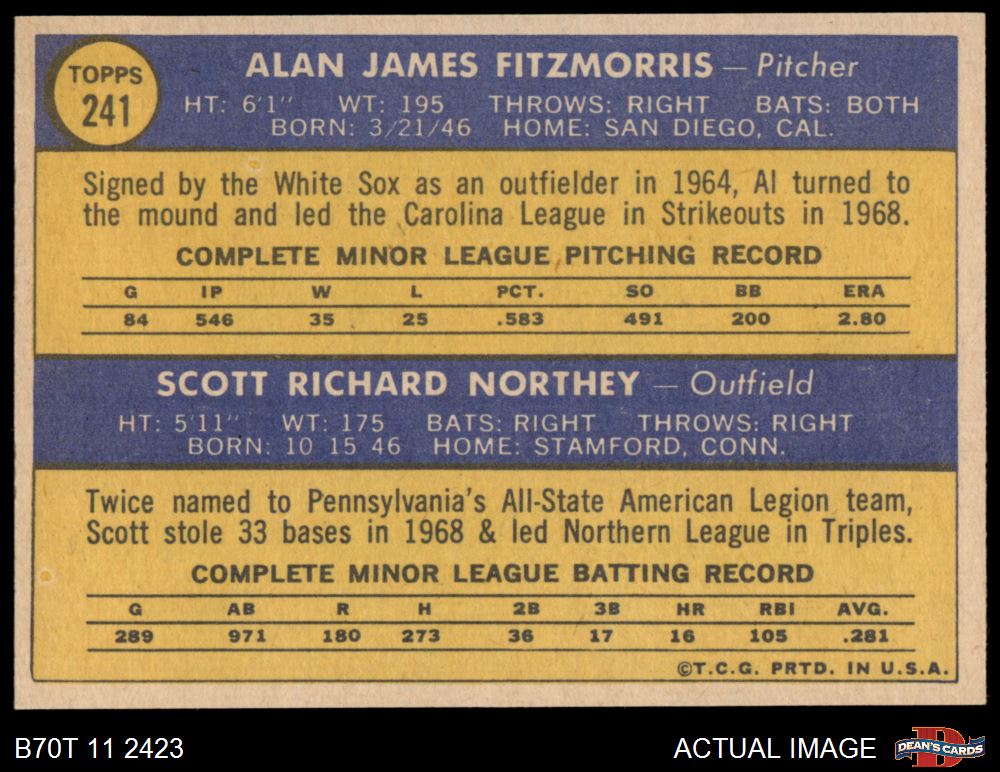 TOPPS
241
ALAN JAMES FITZMORRIS — Pitcher
HT: 6'1" WT: 195 THROWS: RIGHT BATS: BOTH
BORN: 3/21/46 HOME: SAN DIEGO, CAL.
Signed by the White Sox as an outfielder in 1964, Al turned to
the mound and led the Carolina League in Strikeouts in 1968.
COMPLETE MINOR LEAGUE PITCHING RECORD
G IP W L PCT. SO BB ERA
84 546 35 25 .583 491 200 2.80
SCOTT RICHARD NORTHEY — Outfield
HT: 5'11" WT: 175 BATS: RIGHT THROWS: RIGHT
BORN: 10 15 46 HOME: STAMFORD, CONN.
Twice named to Pennsylvania's All-State American Legion team,
Scott stole 33 bases in 1968 & led Northern League in Triples.
COMPLETE MINOR LEAGUE BATTING RECORD
G AB R H 2B 3B HR RBI AVG.
289 971 180 273 36 17 16 105 .281
©T.C.G. PRTD. IN U.S.A.
B70T 11 2423 ACTUAL IMAGE
D
DEAN'S CARDS